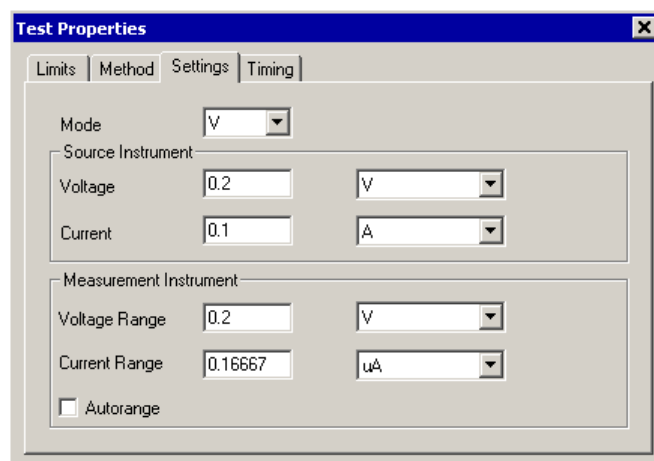 Test Properties
Limits Method Settings Timing
Mode V
Source Instrument
Voltage 0.2 V
Current 0.1 A
Measurement Instrument
Voltage Range 0.2 V
Current Range 0.16667 uA
Autorange